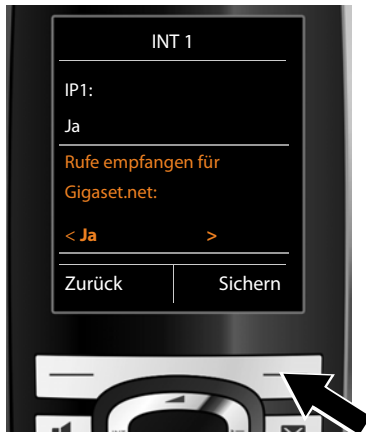 INT 1
IP1:
Ja
Rufe empfangen für
Gigaset.net:
< Ja >
Zurück Sichern